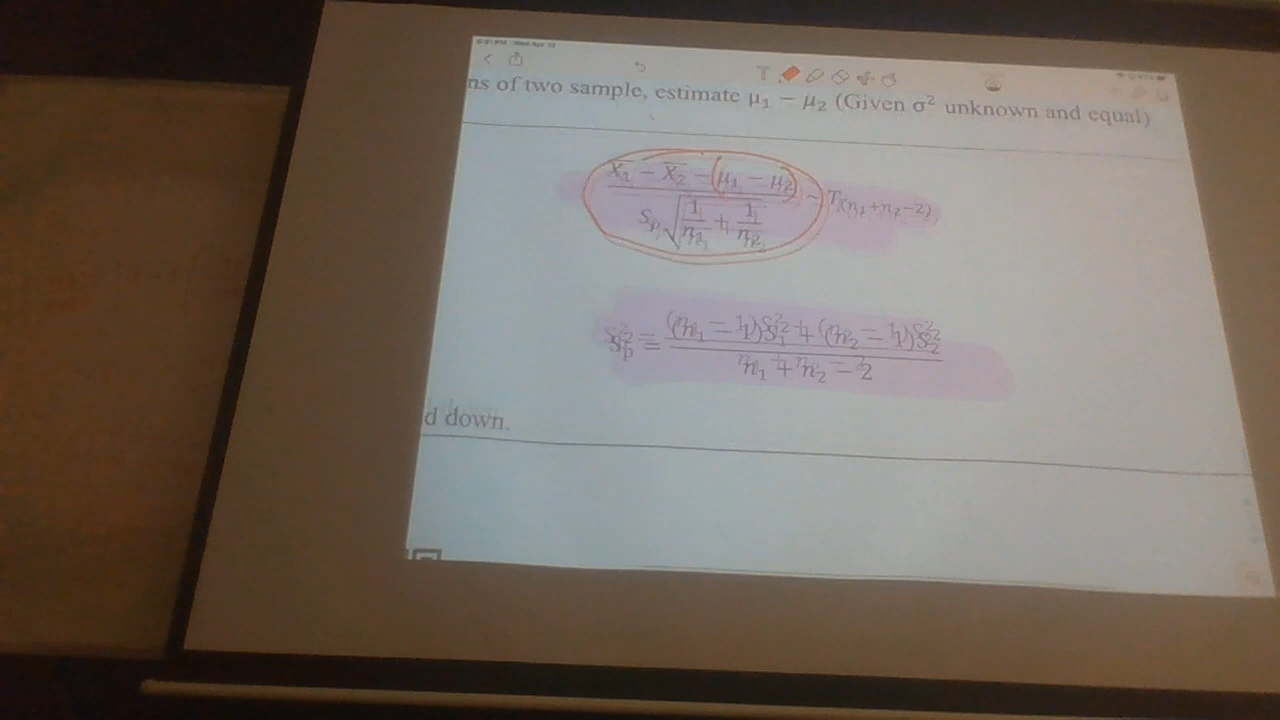 ns of two sample, estimate μ₁ − μ₂ (Given σ² unknown and equal)
X̄₁ − X̄₂ − (μ₁ − μ₂)
~ T(n₁+n₂−2)
Sₚ√(1/n₁ + 1/n₂)
Sₚ² = ((n₁ − 1)S₁² + (n₂ − 1)S₂²) / (n₁ + n₂ − 2)
d down.